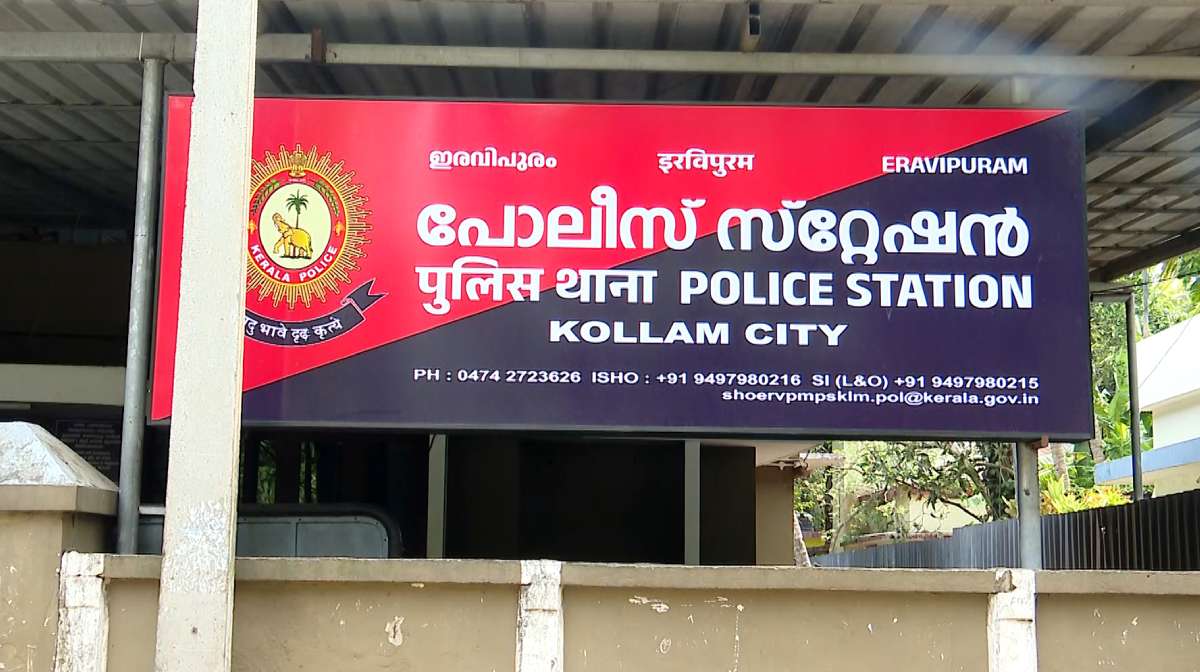 ഇരവിപുരം इरविपुरम ERAVIPURAM
പോലീസ് സ്റ്റേഷൻ
पुलिस थाना POLICE STATION
KOLLAM CITY
PH : 0474 2723626 ISHO : +91 9497980216 SI (L&O) +91 9497980215
shoervpmpsklm.pol@kerala.gov.in
KERALA POLICE
भावे दृढ कृत्ये